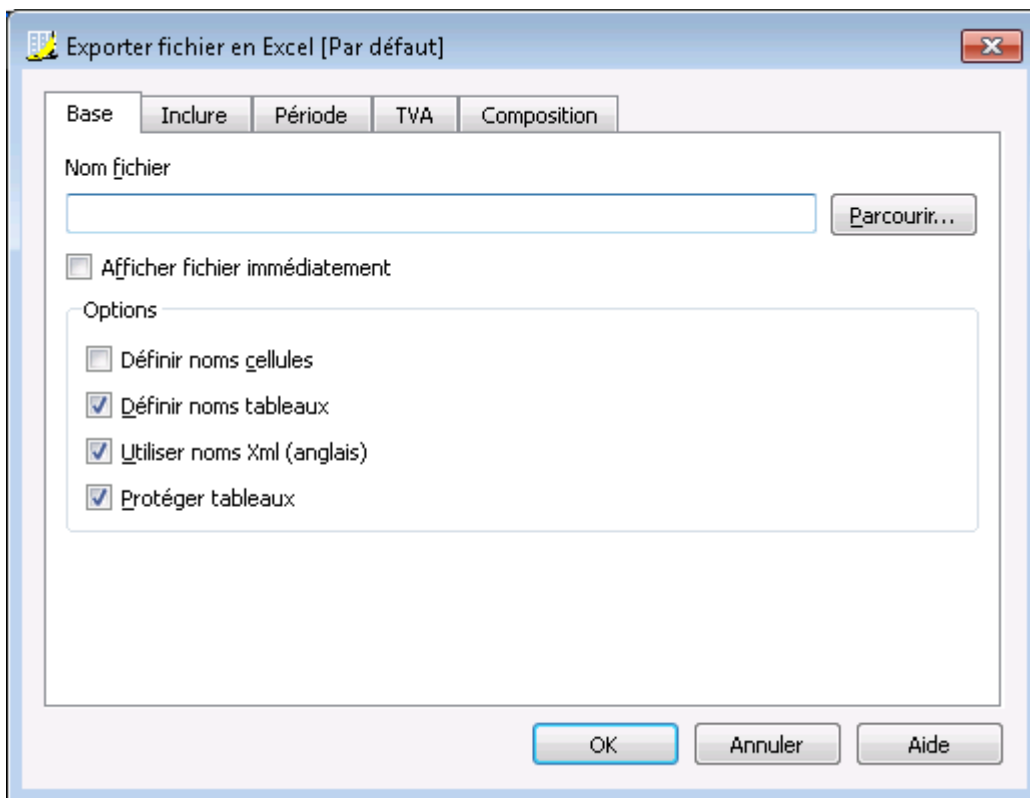 Exporter fichier en Excel [Par défaut]
Base Inclure Période TVA Composition
Nom fichier
Parcourir...
Afficher fichier immédiatement
Options
Définir noms cellules
Définir noms tableaux
Utiliser noms Xml (anglais)
Protéger tableaux
OK Annuler Aide